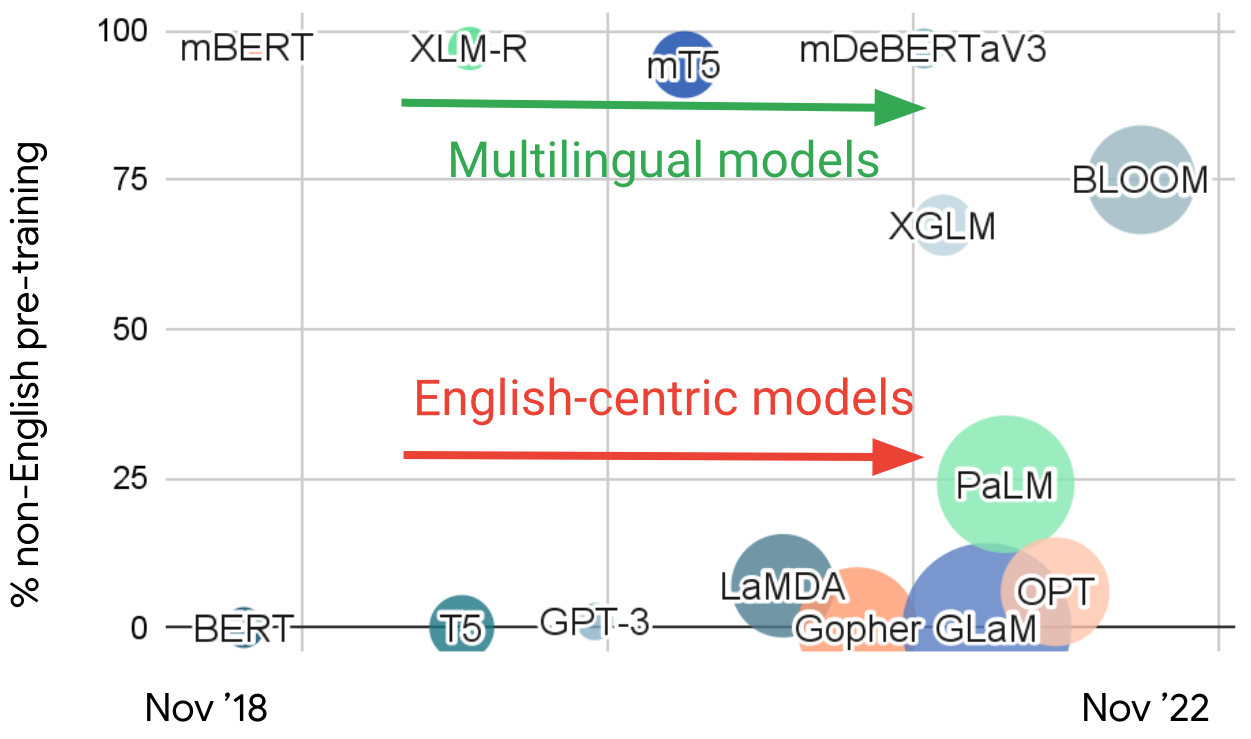 % non-English pre-training
100
mBERT
XLM-R
mT5
mDeBERTaV3
Multilingual models
75
BLOOM
XGLM
50
English-centric models
25
PaLM
LaMDA
OPT
0
BERT
T5
GPT-3
Gopher
GLaM
Nov ’18
Nov ’22